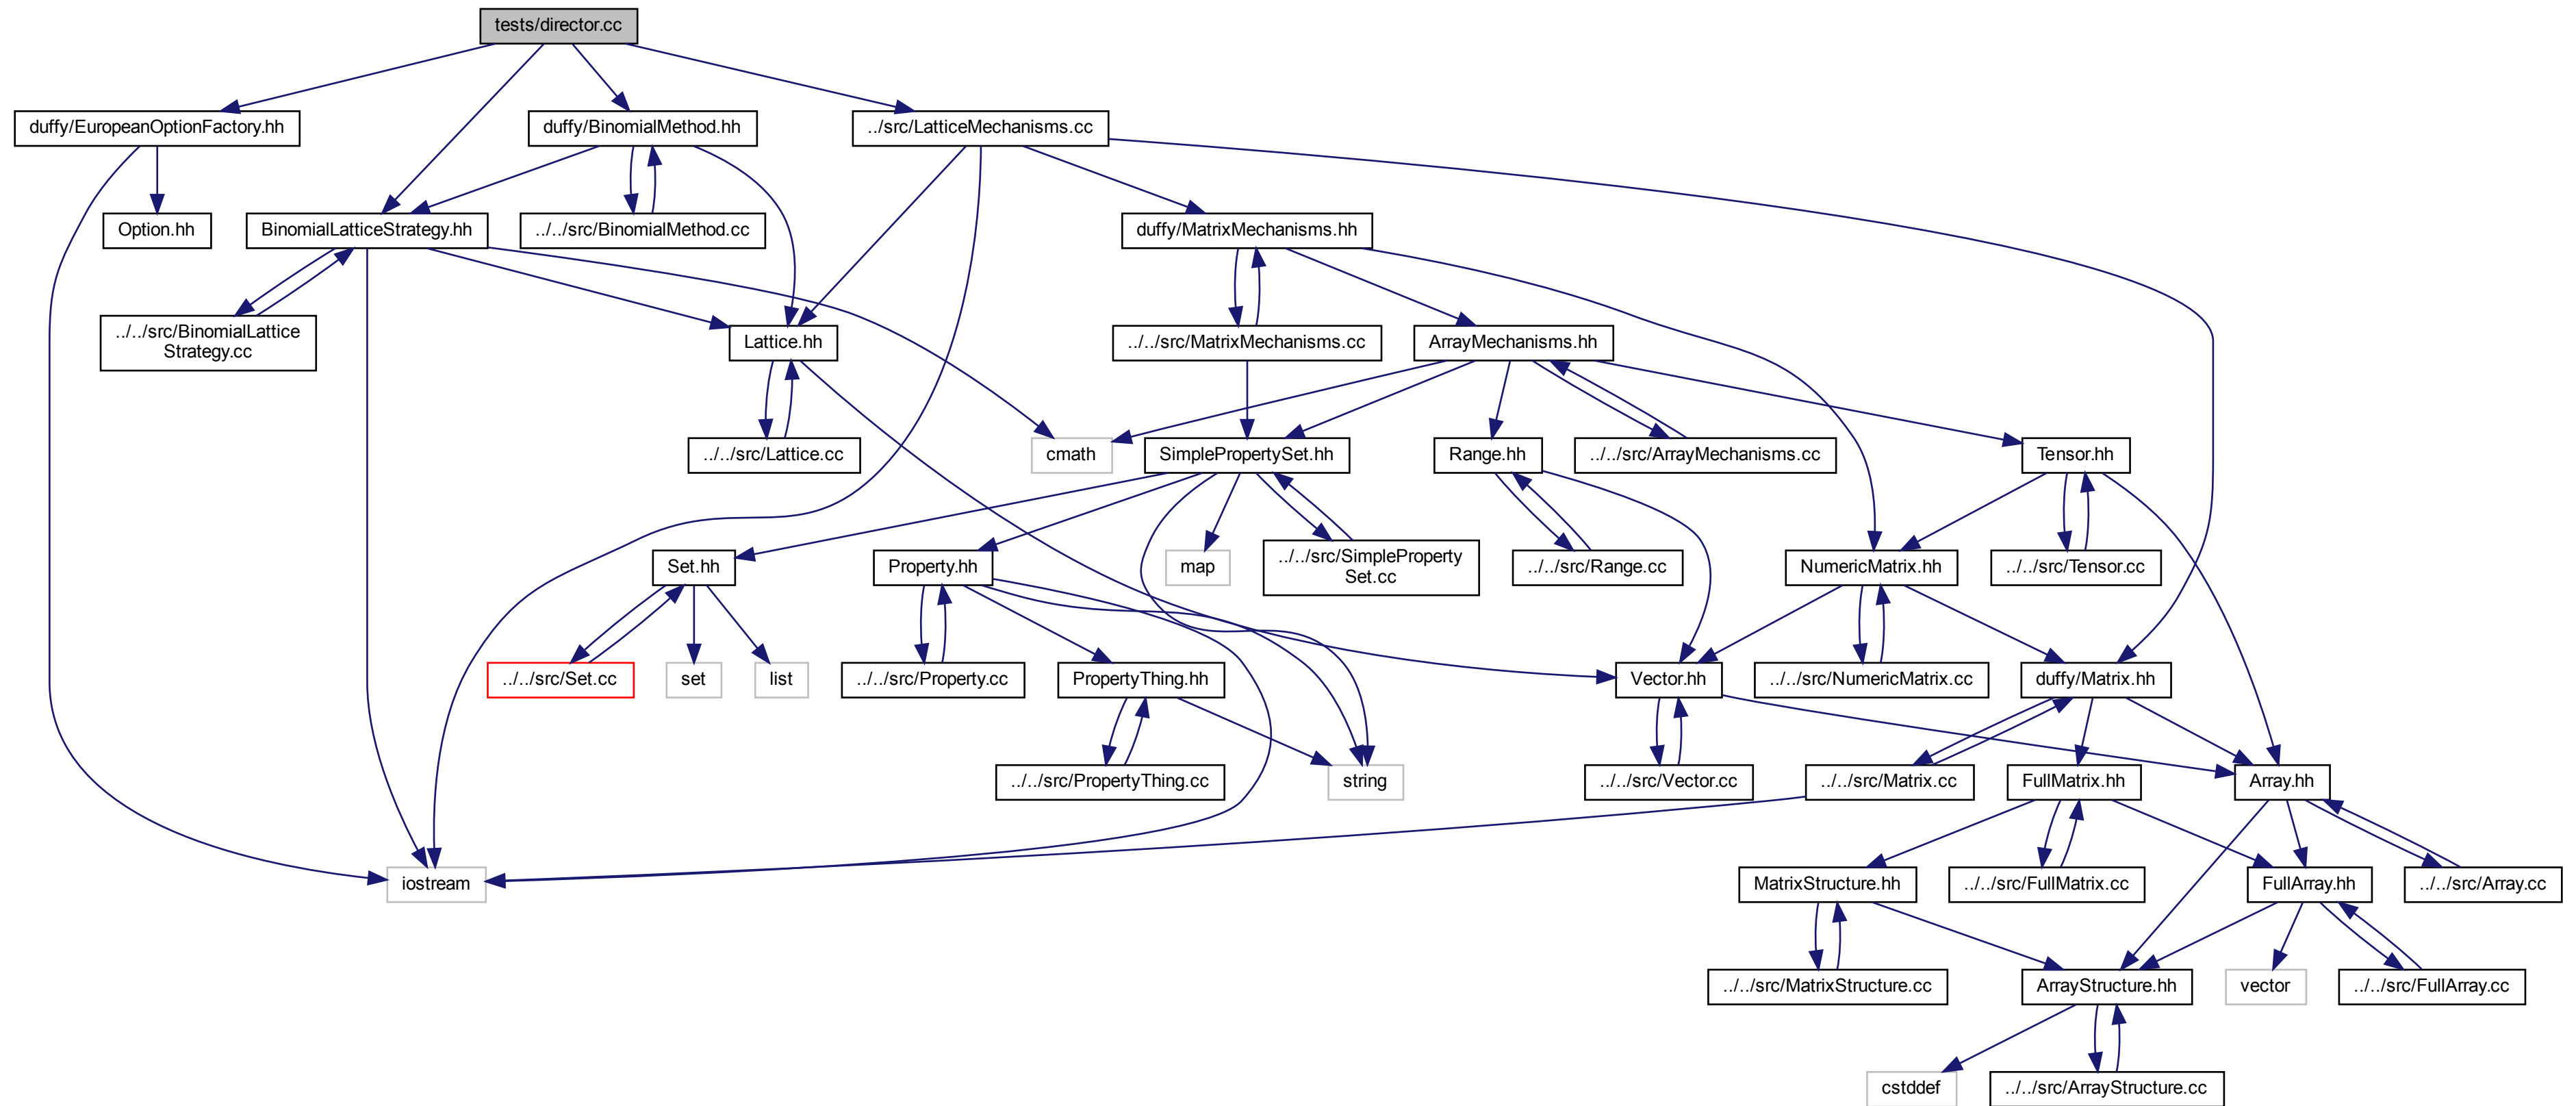 tests/director.cc
duffy/EuropeanOptionFactory.hh
duffy/BinomialMethod.hh
../src/LatticeMechanisms.cc
Option.hh
BinomialLatticeStrategy.hh
../../src/BinomialMethod.cc
duffy/MatrixMechanisms.hh
../../src/BinomialLattice
Strategy.cc
Lattice.hh
../../src/MatrixMechanisms.cc
ArrayMechanisms.hh
../../src/Lattice.cc
cmath
SimplePropertySet.hh
Range.hh
../../src/ArrayMechanisms.cc
Tensor.hh
Set.hh
Property.hh
map
../../src/SimpleProperty
Set.cc
../../src/Range.cc
NumericMatrix.hh
../../src/Tensor.cc
../../src/Set.cc
set
list
../../src/Property.cc
PropertyThing.hh
Vector.hh
../../src/NumericMatrix.cc
duffy/Matrix.hh
../../src/PropertyThing.cc
string
../../src/Vector.cc
../../src/Matrix.cc
FullMatrix.hh
Array.hh
iostream
MatrixStructure.hh
../../src/FullMatrix.cc
FullArray.hh
../../src/Array.cc
../../src/MatrixStructure.cc
ArrayStructure.hh
vector
../../src/FullArray.cc
cstddef
../../src/ArrayStructure.cc